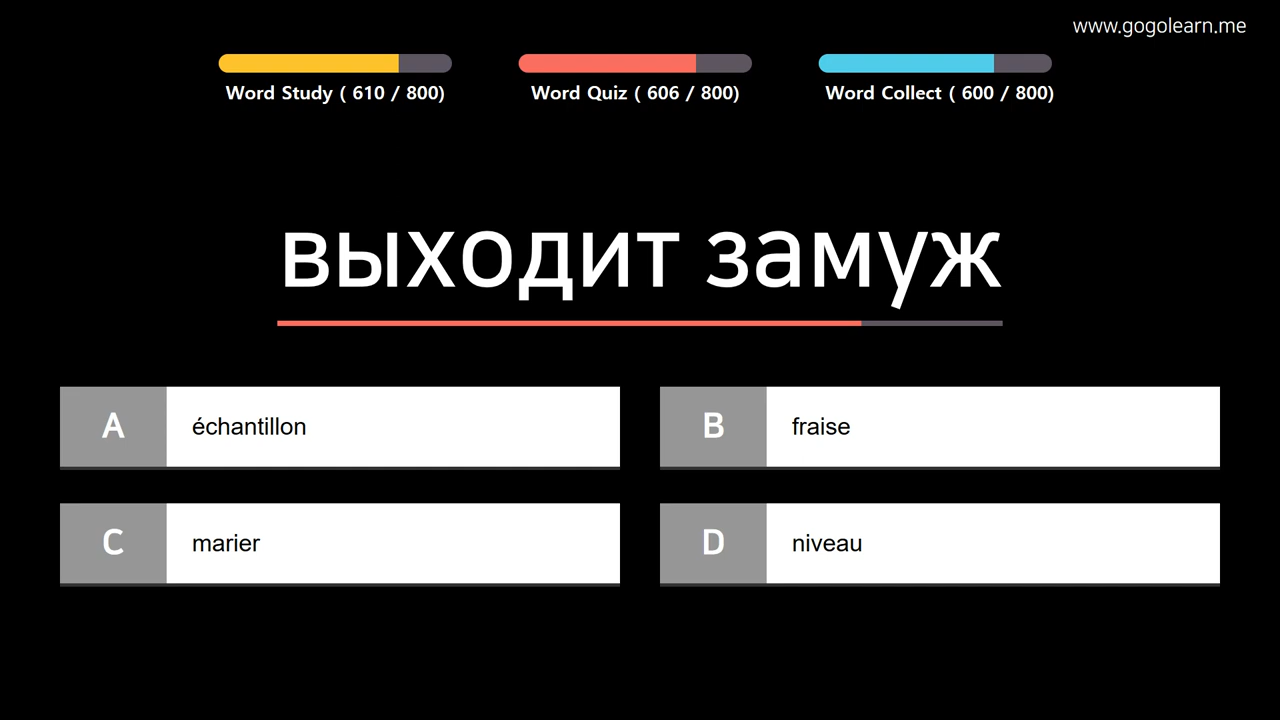 www.gogolearn.me
Word Study ( 610 / 800)
Word Quiz ( 606 / 800)
Word Collect ( 600 / 800)
выходит замуж
A
échantillon
B
fraise
C
marier
D
niveau